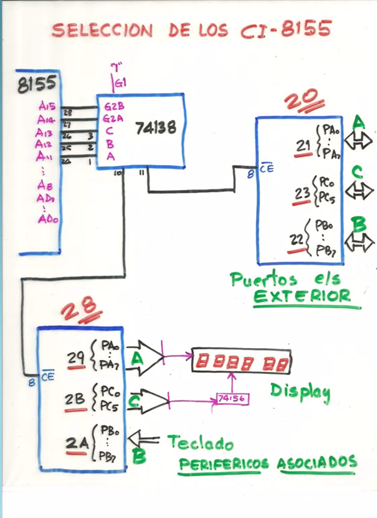 SELECCION DE LOS CI-8155
"1"
G1
8155
74138
A15 28 G2B
A14 27 G2A
A13 26 3 C
A12 25 2 B
A11 1 A
10 11
A8
AD7
AD0
20
8 CE
21 PA0 PA7 A
23 PC0 PC5 C
22 PB0 PB7 B
Puertos e/s
EXTERIOR
28
8 CE
29 PA0 PA7 A
2B PC0 PC5 C
74156
Display
2A PB0 PB7 B
Teclado
PERIFERICOS ASOCIADOS